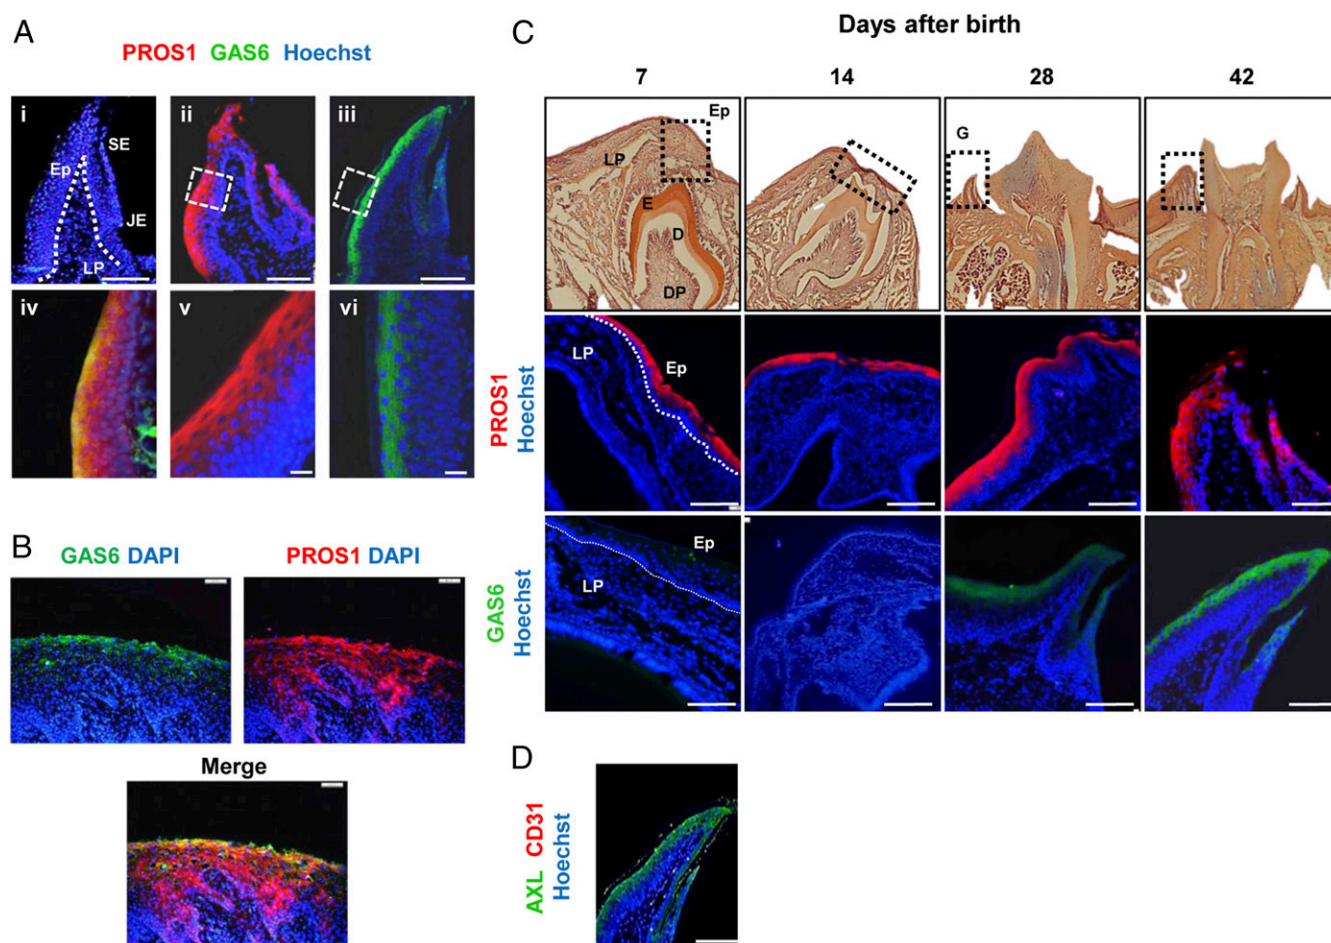 A
PROS1 GAS6 Hoechst
i
ii
iii
Ep
SE
JE
LP
iv
v
vi
B
GAS6 DAPI
PROS1 DAPI
Merge
C
Days after birth
7
14
28
42
Ep
LP
E
D
DP
G
PROS1
Hoechst
LP
Ep
GAS6
Hoechst
Ep
LP
D
AXL CD31
Hoechst